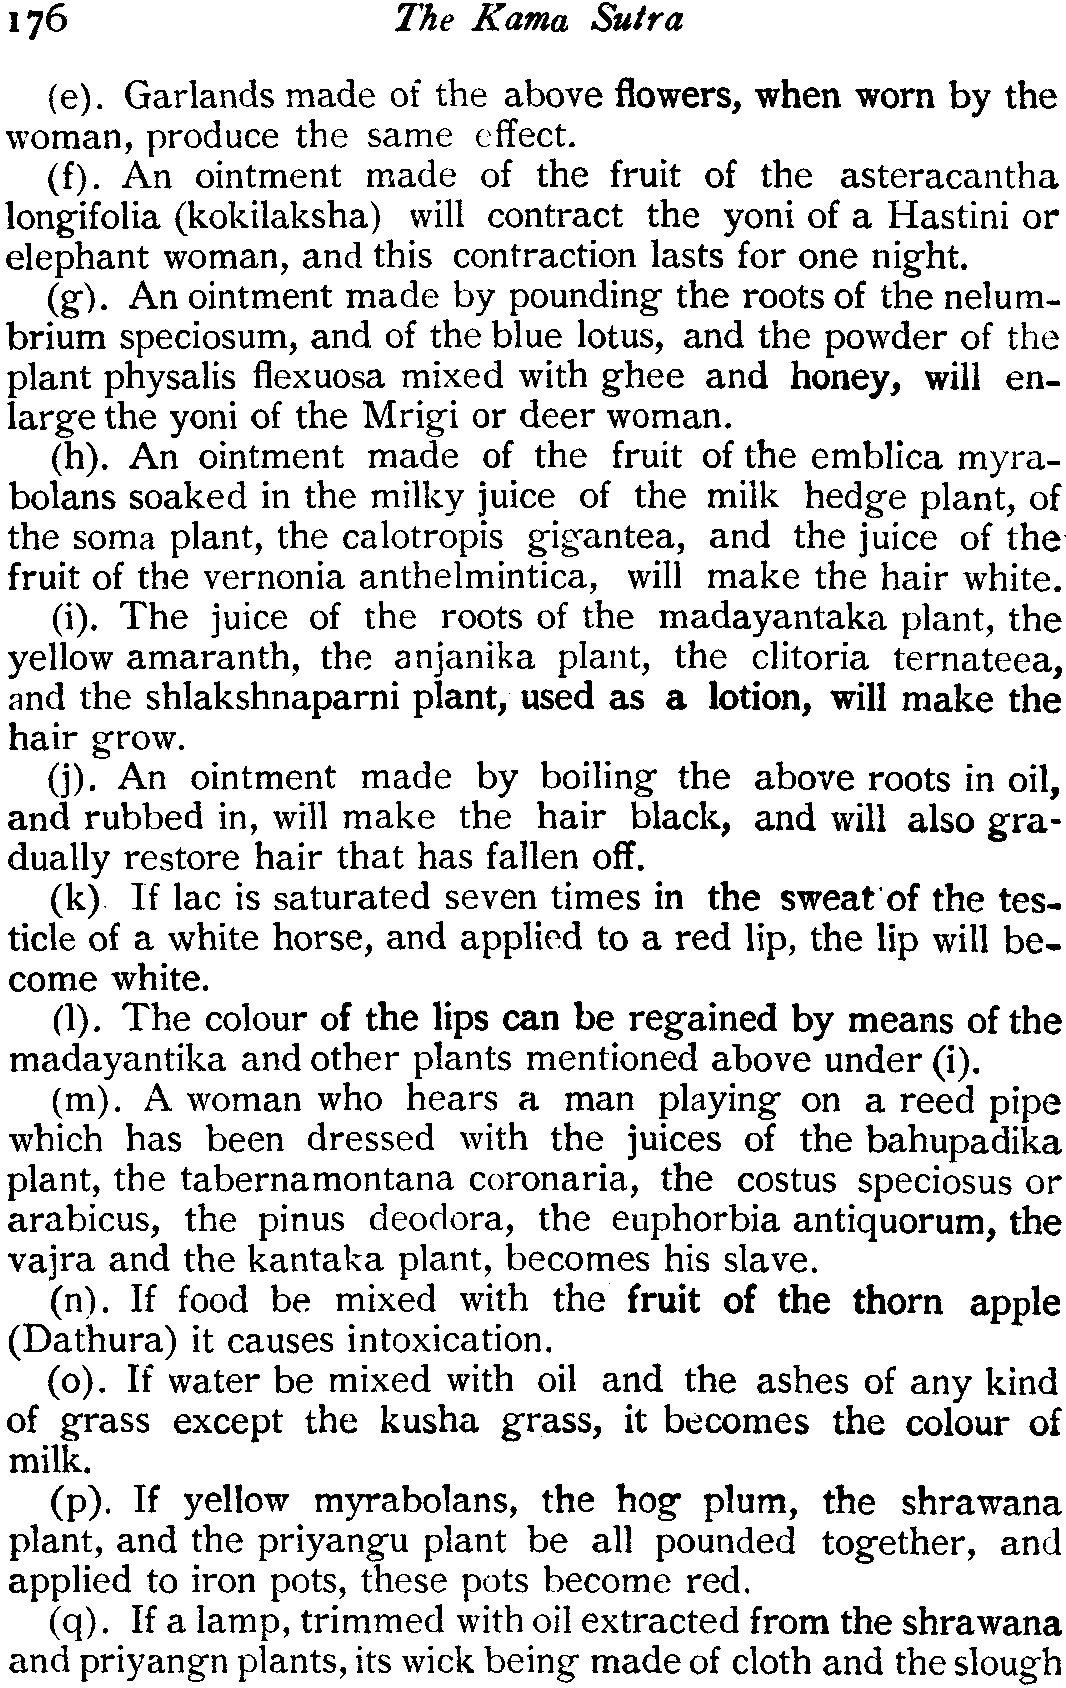 176 The Kama Sutra
(e). Garlands made of the above flowers, when worn by the
woman, produce the same effect.
(f). An ointment made of the fruit of the asteracantha
longifolia (kokilaksha) will contract the yoni of a Hastini or
elephant woman, and this contraction lasts for one night.
(g). An ointment made by pounding the roots of the nelum-
brium speciosum, and of the blue lotus, and the powder of the
plant physalis flexuosa mixed with ghee and honey, will en-
large the yoni of the Mrigi or deer woman.
(h). An ointment made of the fruit of the emblica myra-
bolans soaked in the milky juice of the milk hedge plant, of
the soma plant, the calotropis gigantea, and the juice of the
fruit of the vernonia anthelmintica, will make the hair white.
(i). The juice of the roots of the madayantaka plant, the
yellow amaranth, the anjanika plant, the clitoria ternateea,
and the shlakshnaparni plant, used as a lotion, will make the
hair grow.
(j). An ointment made by boiling the above roots in oil,
and rubbed in, will make the hair black, and will also gra-
dually restore hair that has fallen off.
(k). If lac is saturated seven times in the sweat of the tes-
ticle of a white horse, and applied to a red lip, the lip will be-
come white.
(l). The colour of the lips can be regained by means of the
madayantika and other plants mentioned above under (i).
(m). A woman who hears a man playing on a reed pipe
which has been dressed with the juices of the bahupadika
plant, the tabernamontana coronaria, the costus speciosus or
arabicus, the pinus deodora, the euphorbia antiquorum, the
vajra and the kantaka plant, becomes his slave.
(n). If food be mixed with the fruit of the thorn apple
(Dathura) it causes intoxication.
(o). If water be mixed with oil and the ashes of any kind
of grass except the kusha grass, it becomes the colour of
milk.
(p). If yellow myrabolans, the hog plum, the shrawana
plant, and the priyangu plant be all pounded together, and
applied to iron pots, these pots become red.
(q). If a lamp, trimmed with oil extracted from the shrawana
and priyangn plants, its wick being made of cloth and the slough